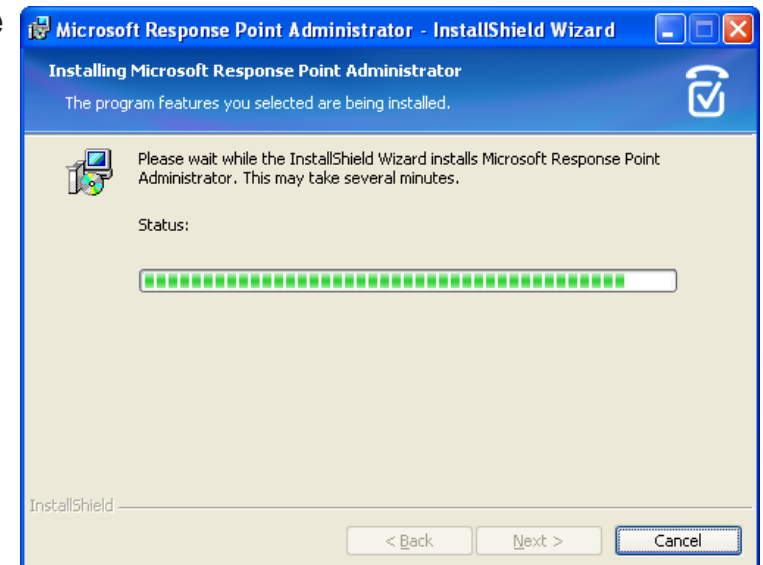 e
Microsoft Response Point Administrator - InstallShield Wizard
Installing Microsoft Response Point Administrator
The program features you selected are being installed.
Please wait while the InstallShield Wizard installs Microsoft Response Point
Administrator. This may take several minutes.
Status:
InstallShield
< Back Next > Cancel